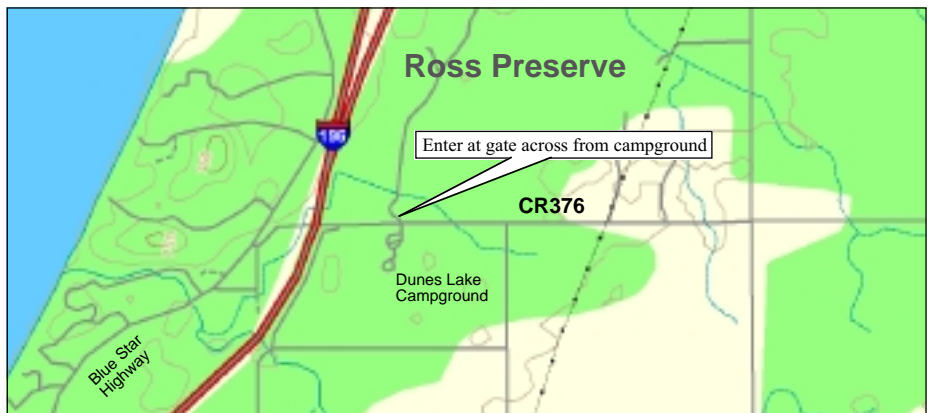 Ross Preserve
196
Enter at gate across from campground
CR376
Dunes Lake
Campground
Blue Star
Highway